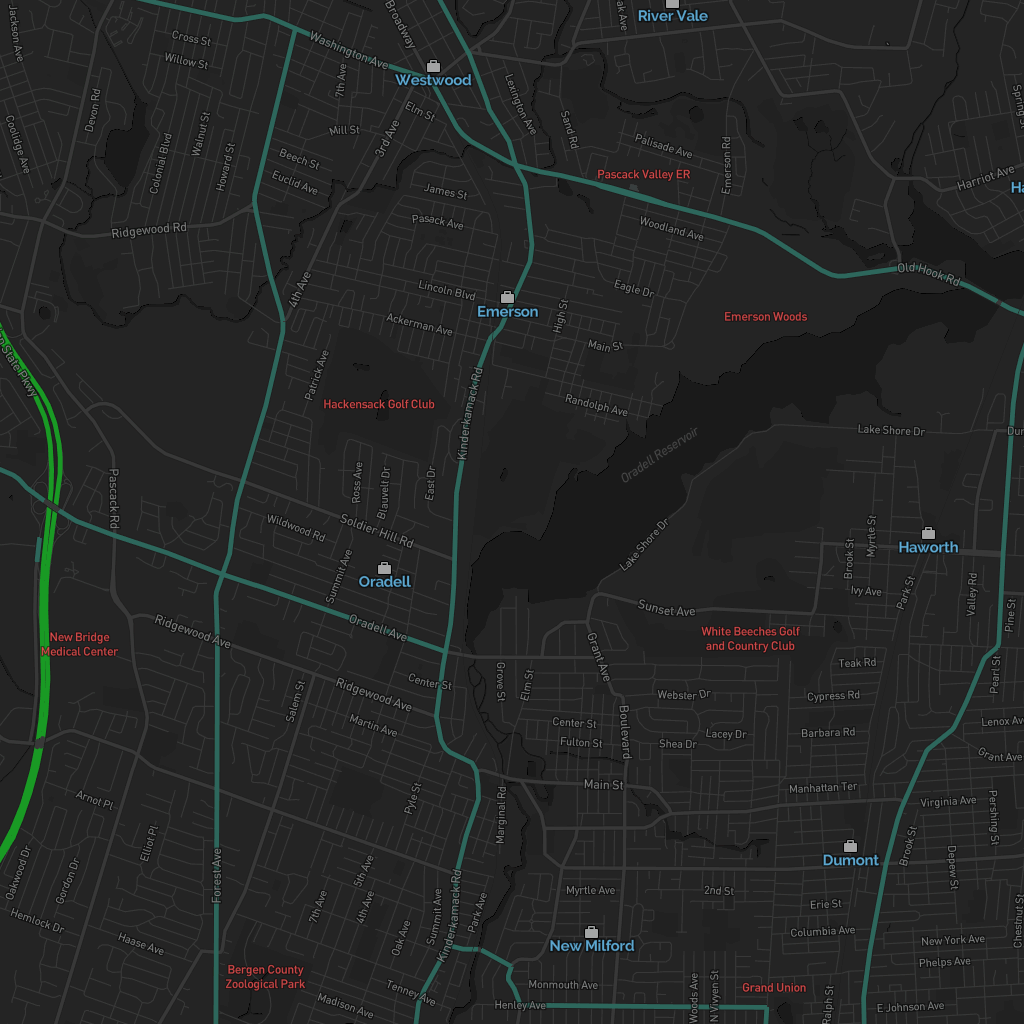 Broadway
River Vale
Jackson Ave
Cross St
Washington Ave
Willow St
7th Ave
Westwood
Lexington Ave
Devon Rd
Elm St
Coolidge Ave
Walnut St
Mill St
3rd Ave
Sand Rd
Palisade Ave
Emerson Rd
Colonial Blvd
Howard St
Beech St
Euclid Ave
Pascack Valley ER
Harriot Ave
James St
Pasack Ave
Woodland Ave
Ridgewood Rd
Old Hook Rd
4th Ave
Lincoln Blvd
Eagle Dr
Emerson
High St
Emerson Woods
Ackerman Ave
Main St
State Pkwy
Patrick Ave
Hackensack Golf Club
Kinderkamack Rd
Randolph Ave
Lake Shore Dr
Oradell Reservoir
Pascack Rd
Ross Ave
Blauvelt Dr
East Dr
Wildwood Rd
Soldier Hill Rd
Lake Shore Dr
Myrtle St
Brook St
Haworth
Oradell
Summit Ave
Ivy Ave
Park St
Valley Rd
Pine St
Sunset Ave
Oradell Ave
New Bridge
Medical Center
Ridgewood Ave
White Beeches Golf
and Country Club
Grant Ave
Teak Rd
Pearl St
Grove St
Elm St
Center St
Ridgewood Ave
Webster Dr
Cypress Rd
Salem St
Martin Ave
Boulevard
Center St
Fulton St
Lacey Dr
Shea Dr
Barbara Rd
Lenox Ave
Grant Ave
Arnot Pl
Pyle St
Marginal Rd
Main St
Manhattan Ter
Virginia Ave
Pershing St
Elliot Pl
Brook St
Dumont
Depew St
Oakwood Dr
Gordon Dr
Forest Ave
5th Ave
4th Ave
7th Ave
Kinderkamack Rd
Summit Ave
Park Ave
Myrtle Ave
2nd St
Erie St
Chestnut St
Hemlock Dr
Haase Ave
Oak Ave
New Milford
Columbia Ave
New York Ave
Phelps Ave
Bergen County
Zoological Park
Tenney Ave
Madison Ave
Monmouth Ave
Henley Ave
Woods Ave
N Vivyen St
Grand Union
Ralph St
E Johnson Ave